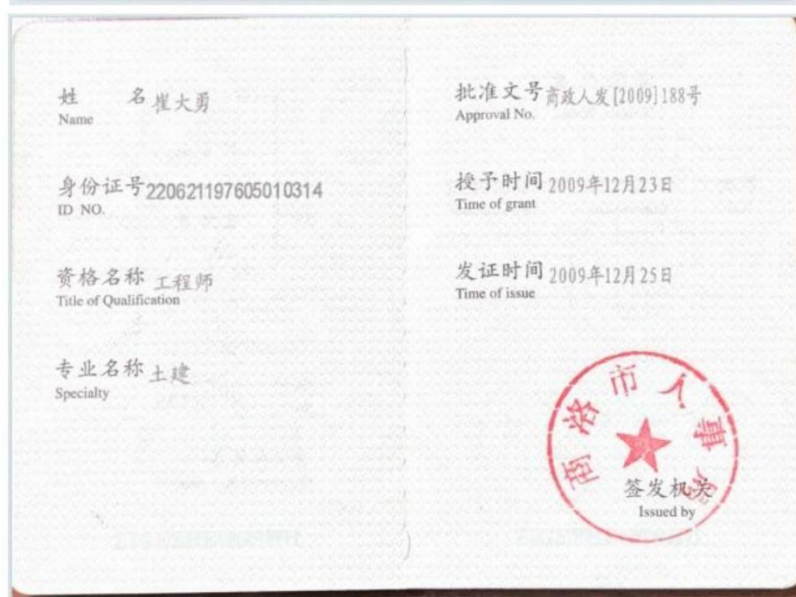 姓 名 崔大勇
Name
身份证号 220621197605010314
ID NO.
资格名称 工程师
Title of Qualification
专业名称 土建
Specialty
批准文号 商政人发[2009]188号
Approval No.
授予时间 2009年12月23日
Time of grant
发证时间 2009年12月25日
Time of issue
商洛市人事局
签发机关
Issued by